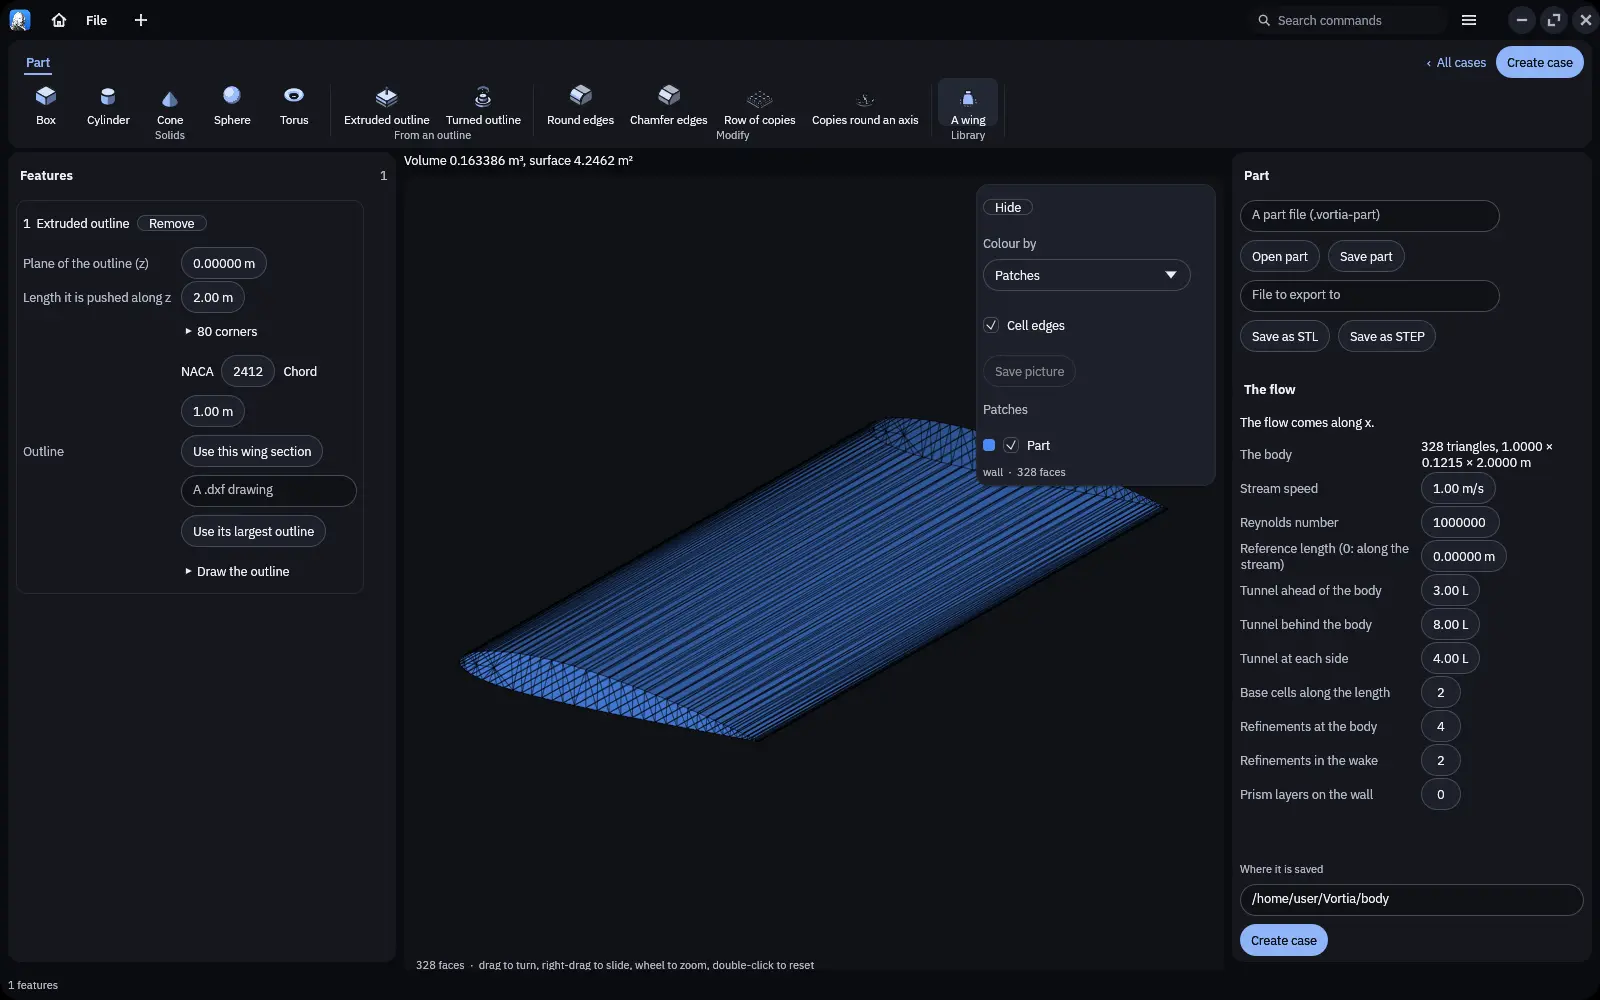 File
Search commands
Part
All cases
Create case
Box
Cylinder
Cone
Sphere
Torus
Extruded outline
Turned outline
Round edges
Chamfer edges
Row of copies
Copies round an axis
A wing
Solids
From an outline
Modify
Library
Features
1
Volume 0.163386 m³, surface 4.2462 m²
1 Extruded outline
Remove
Plane of the outline (z)
0.00000 m
Length it is pushed along z
2.00 m
80 corners
NACA
2412
Chord
1.00 m
Outline
Use this wing section
A .dxf drawing
Use its largest outline
Draw the outline
Hide
Colour by
Patches
Cell edges
Save picture
Patches
Part
wall · 328 faces
328 faces · drag to turn, right-drag to slide, wheel to zoom, double-click to reset
Part
A part file (.vortia-part)
Open part
Save part
File to export to
Save as STL
Save as STEP
The flow
The flow comes along x.
The body
328 triangles, 1.0000 ×
0.1215 × 2.0000 m
Stream speed
1.00 m/s
Reynolds number
1000000
Reference length (0: along the
stream)
0.00000 m
Tunnel ahead of the body
3.00 L
Tunnel behind the body
8.00 L
Tunnel at each side
4.00 L
Base cells along the length
2
Refinements at the body
4
Refinements in the wake
2
Prism layers on the wall
0
Where it is saved
/home/user/Vortia/body
Create case
1 features